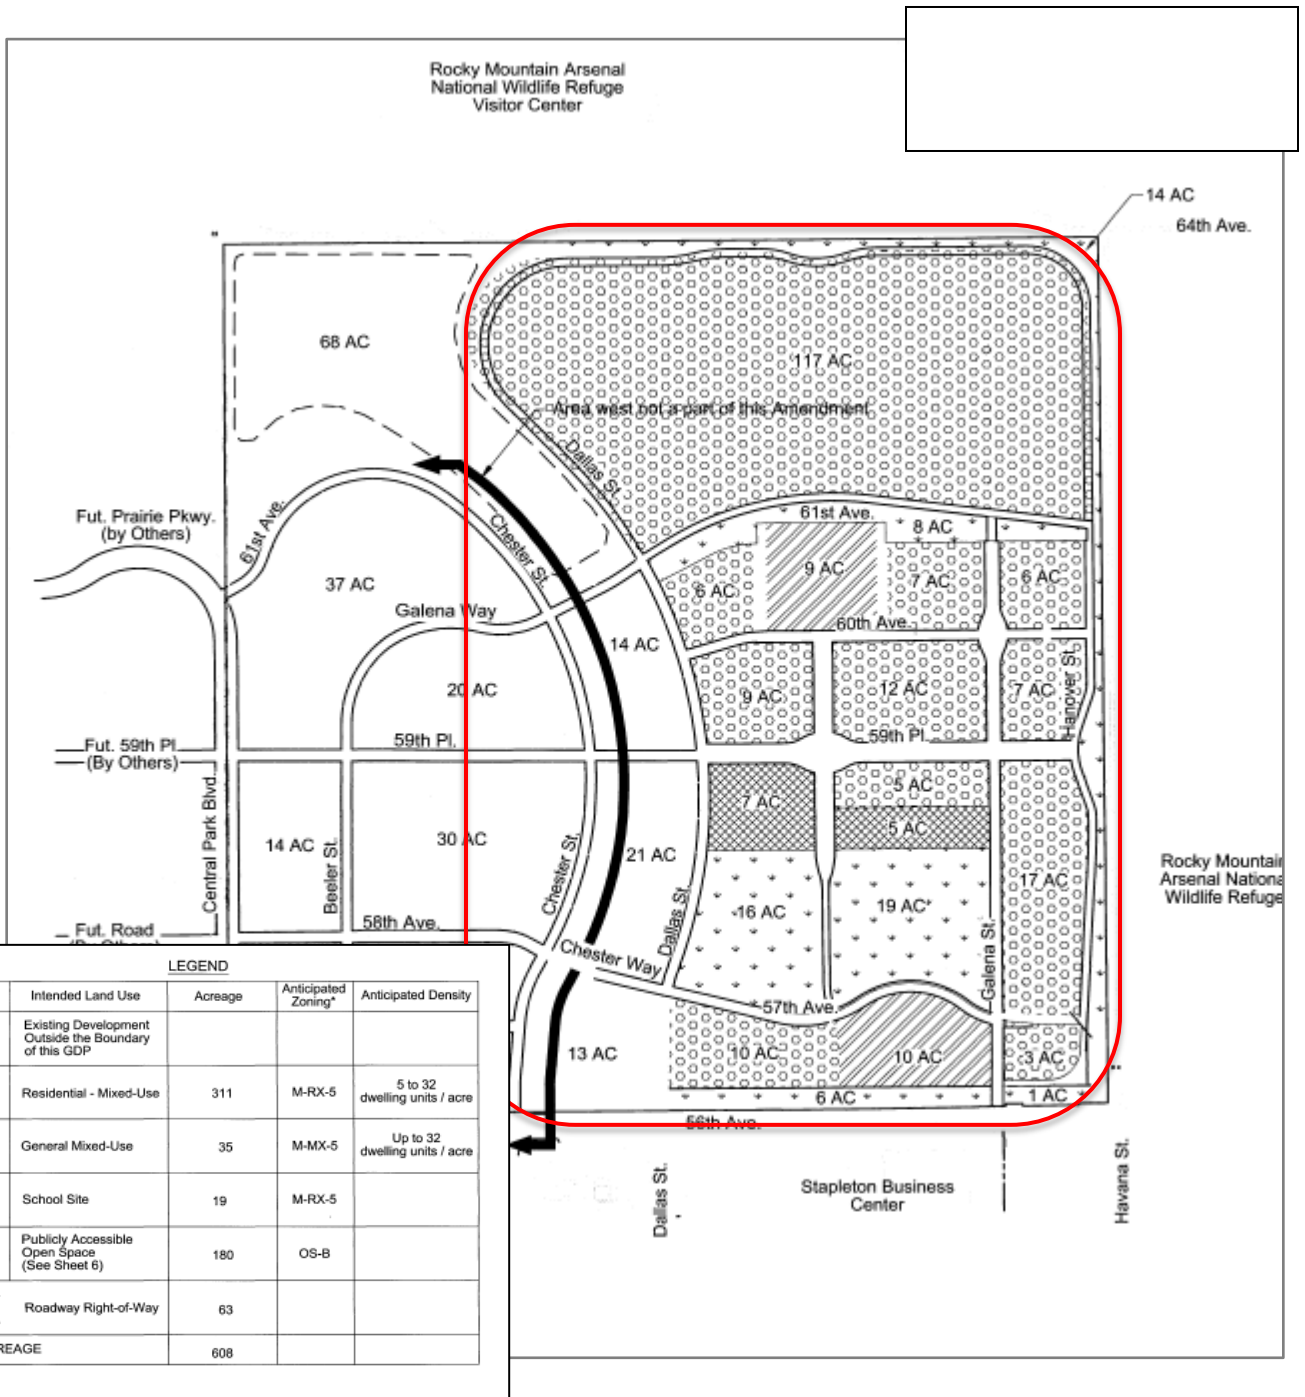 Rocky Mountain Arsenal
National Wildlife Refuge
Visitor Center
14 AC
64th Ave.
68 AC
117 AC
Area west not a part of this Amendment
Dallas St.
61st Ave.
8 AC
Fut. Prairie Pkwy.
(by Others)
61st Ave.
Chester St.
9 AC
7 AC
6 AC
6 AC
37 AC
Galena Way
60th Ave.
14 AC
20 AC
9 AC
12 AC
7 AC
Hanover St.
59th Pl.
59th Pl.
Fut. 59th Pl.
(By Others)
Central Park Blvd.
7 AC
5 AC
5 AC
14 AC
Beeler St.
30 AC
Chester St.
21 AC
Dallas St.
17 AC
16 AC
19 AC
Galena St.
Rocky Mountain
Arsenal Nationa
Wildlife Refuge
Fut. Road
(By Others)
58th Ave.
Chester Way
57th Ave.
13 AC
10 AC
10 AC
3 AC
6 AC
1 AC
56th Ave.
Dallas St.
Stapleton Business
Center
Havana St.
LEGEND
Intended Land Use Acreage Anticipated Zoning* Anticipated Density
Existing Development
Outside the Boundary
of this GDP
Residential - Mixed-Use 311 M-RX-5 5 to 32 dwelling units / acre
General Mixed-Use 35 M-MX-5 Up to 32 dwelling units / acre
School Site 19 M-RX-5
Publicly Accessible
Open Space
(See Sheet 6) 180 OS-B
Roadway Right-of-Way 63
REAGE 608